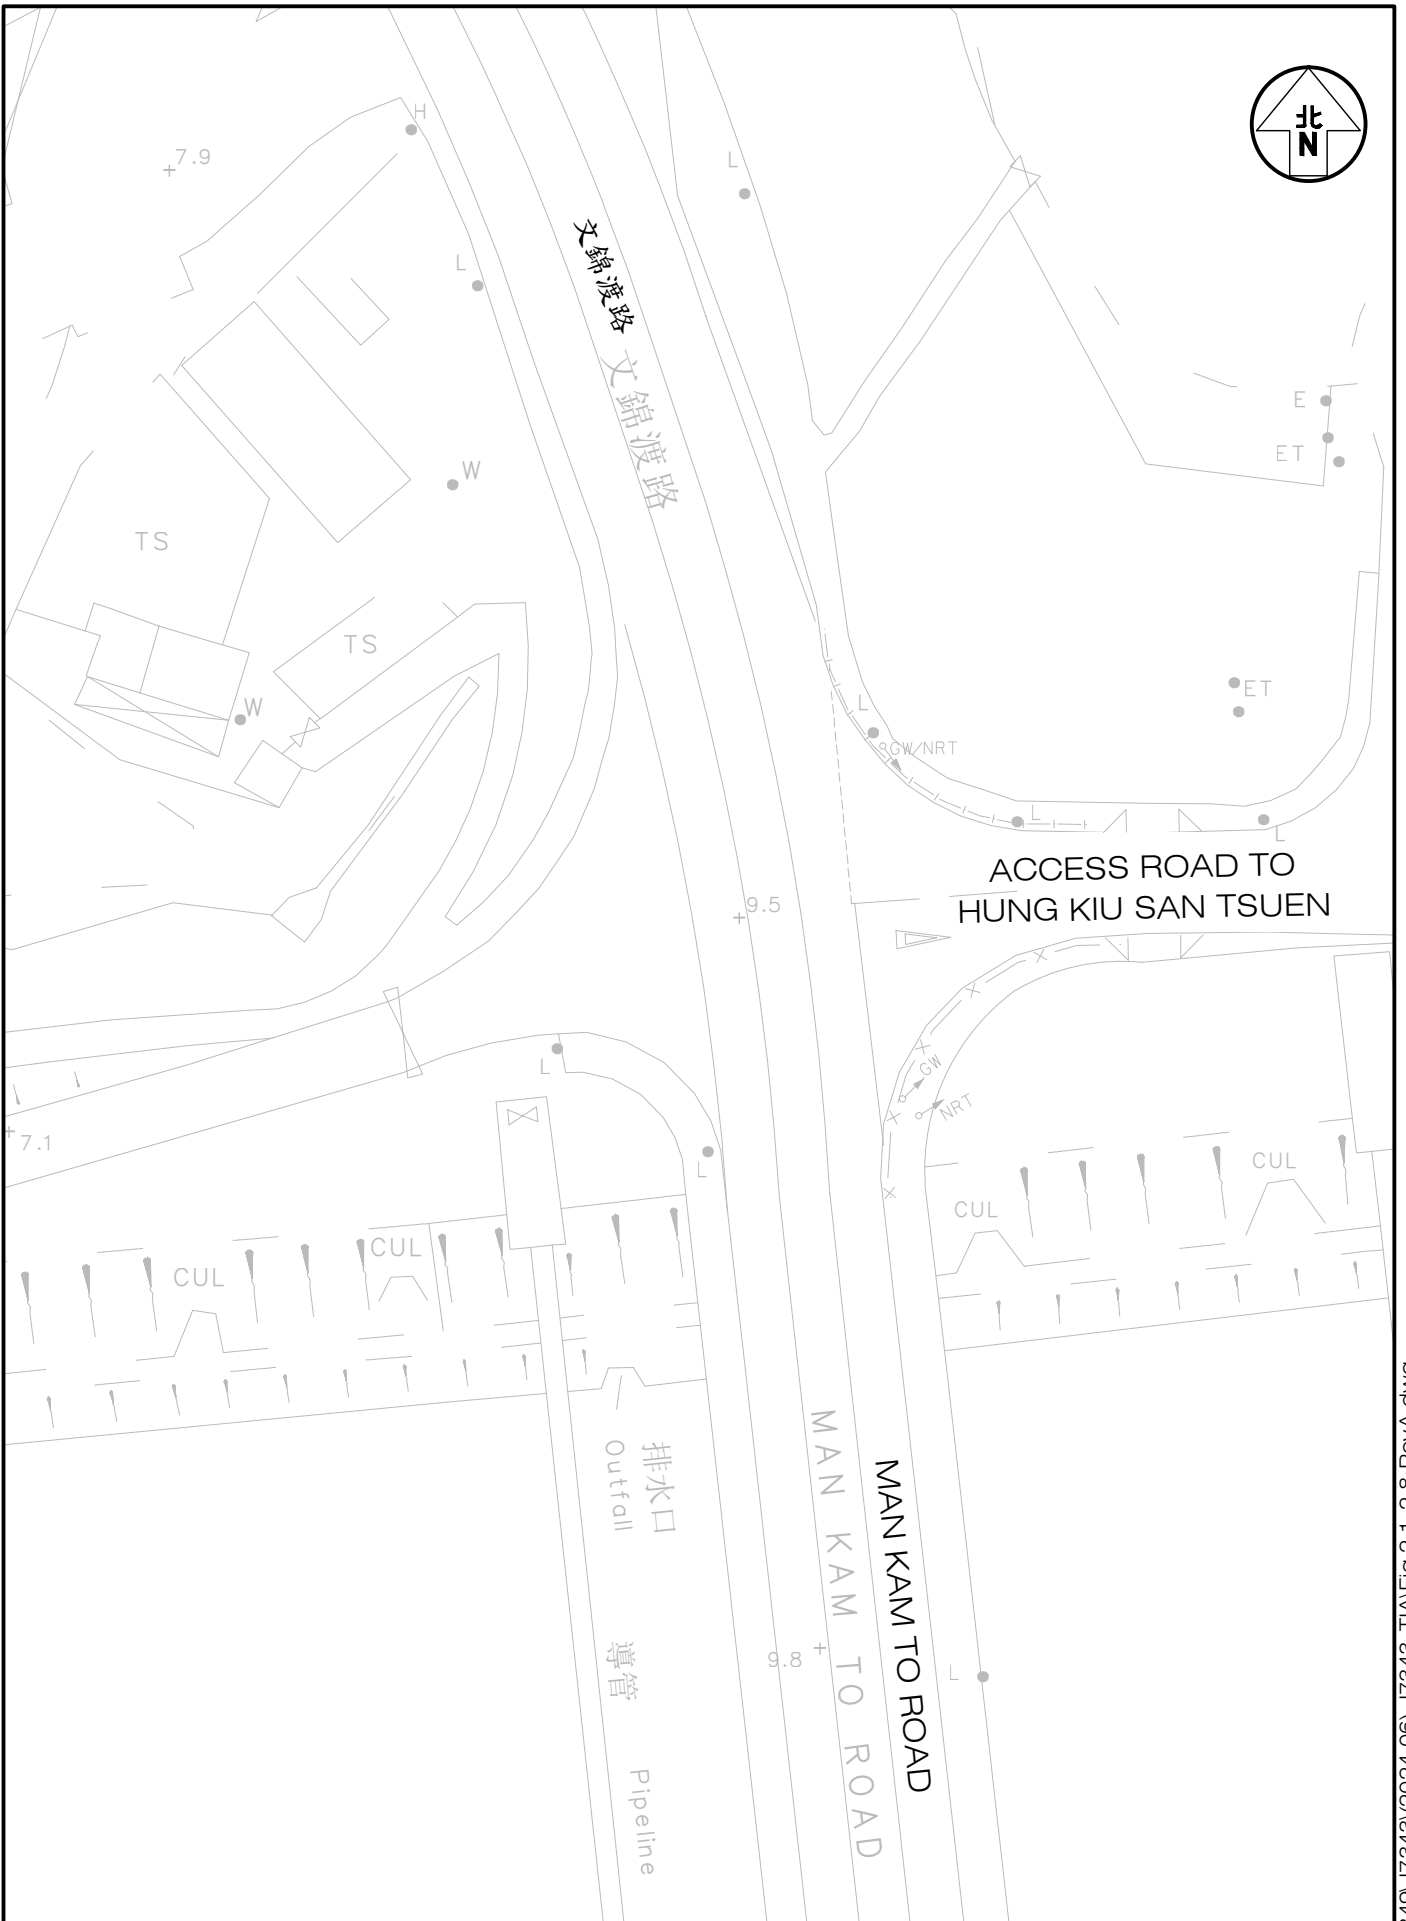 北
N
H
7.9
L
L
文錦渡路
文錦渡路
E
ET
W
TS
TS
ET
W
L
GW/NRT
L
L
ACCESS ROAD TO
HUNG KIU SAN TSUEN
9.5
L
GW
NRT
7.1
L
CUL
CUL
CUL
CUL
排水口
Outfall
MAN KAM TO ROAD
MAN KAM TO ROAD
導管
9.8
L
Pipeline